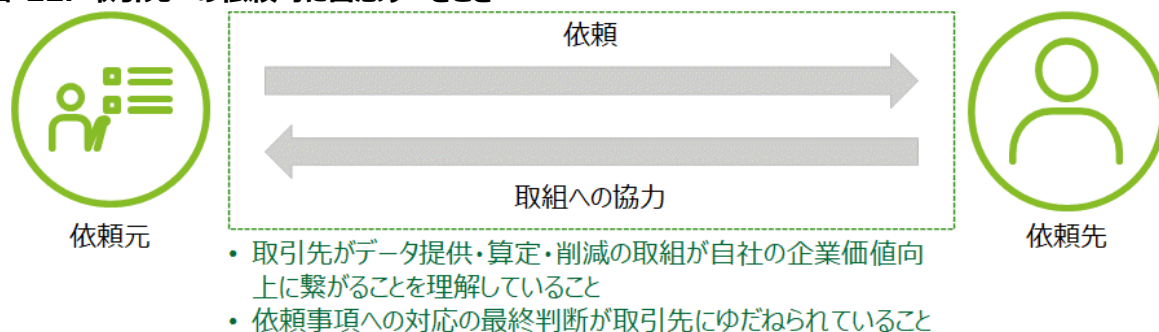 依頼
取組への協力
依頼元
依頼先
• 取引先がデータ提供・算定・削減の取組が自社の企業価値向
上に繋がることを理解していること
• 依頼事項への対応の最終判断が取引先にゆだねられていること